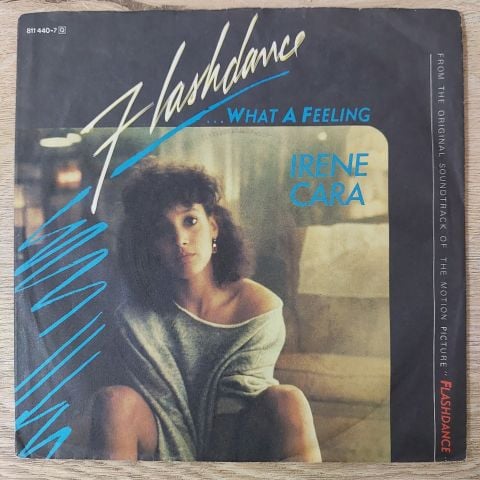 811 440-7 Q
Flashdance
...WHAT A FEELING
IRENE
CARA
FROM THE ORIGINAL SOUNDTRACK OF THE MOTION PICTURE "FLASHDANCE